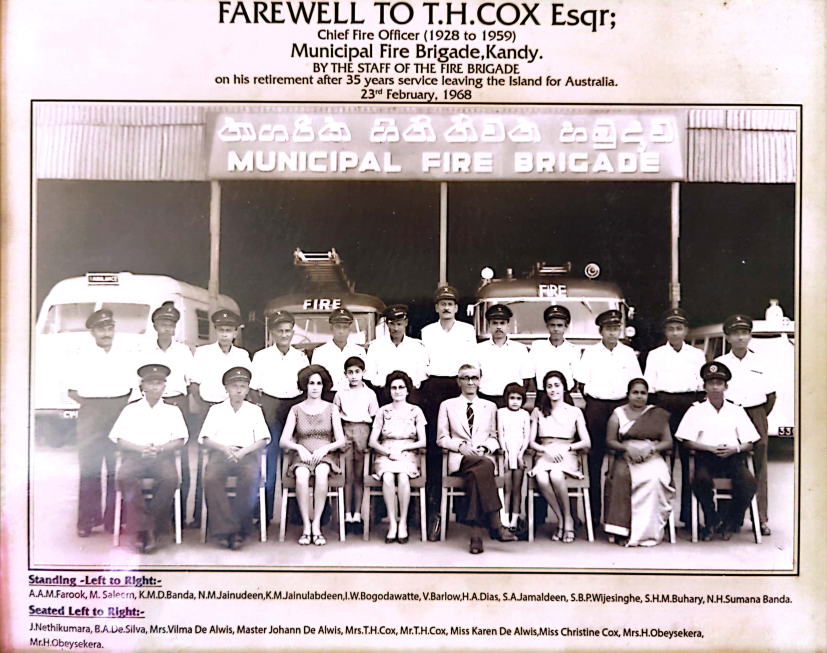 FAREWELL TO T.H.COX Esqr;
Chief Fire Officer (1928 to 1959)
Municipal Fire Brigade,Kandy.
BY THE STAFF OF THE FIRE BRIGADE
on his retirement after 35 years service leaving the Island for Australia.
23rd February, 1968
නාගරික ගිනි නිවන හමුදාව
MUNICIPAL FIRE BRIGADE
AMBULANCE
FIRE
FIRE
Standing -Left to Right:-
A.A.M.Farook, M. Saleem, K.M.D.Banda, N.M.Jainudeen,K.M.Jainulabdeen,I.W.Bogodawatte, V.Barlow,H.A.Dias, S.A.Jamaldeen, S.B.P.Wijesinghe, S.H.M.Buhary, N.H.Sumana Banda.
Seated Left to Right:-
J.Nethikumara, B.A.De.Silva, Mrs.Vilma De Alwis, Master Johann De Alwis, Mrs.T.H.Cox, Mr.T.H.Cox, Miss Karen De Alwis,Miss Christine Cox, Mrs.H.Obeysekera,
Mr.H.Obeysekera.